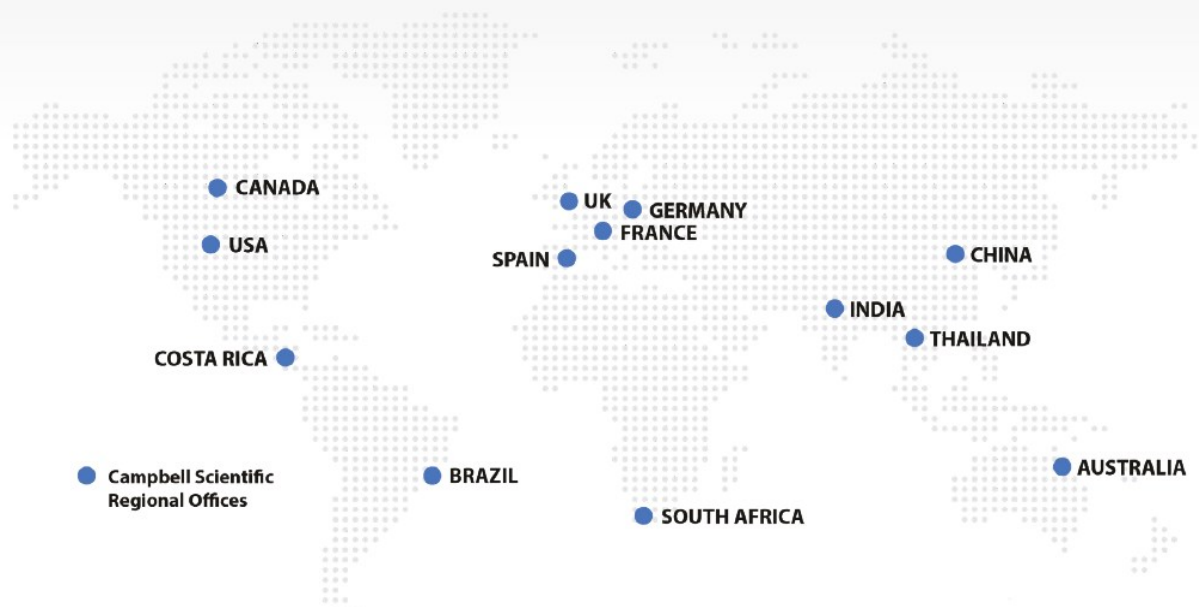 CANADA
UK
GERMANY
FRANCE
USA
SPAIN
CHINA
INDIA
THAILAND
COSTA RICA
Campbell Scientific
Regional Offices
BRAZIL
AUSTRALIA
SOUTH AFRICA